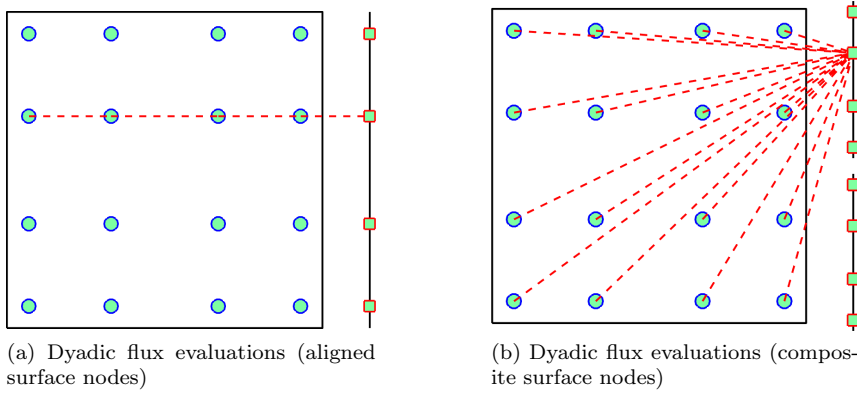 (a) Dyadic flux evaluations (aligned
surface nodes)
(b) Dyadic flux evaluations (compos-
ite surface nodes)